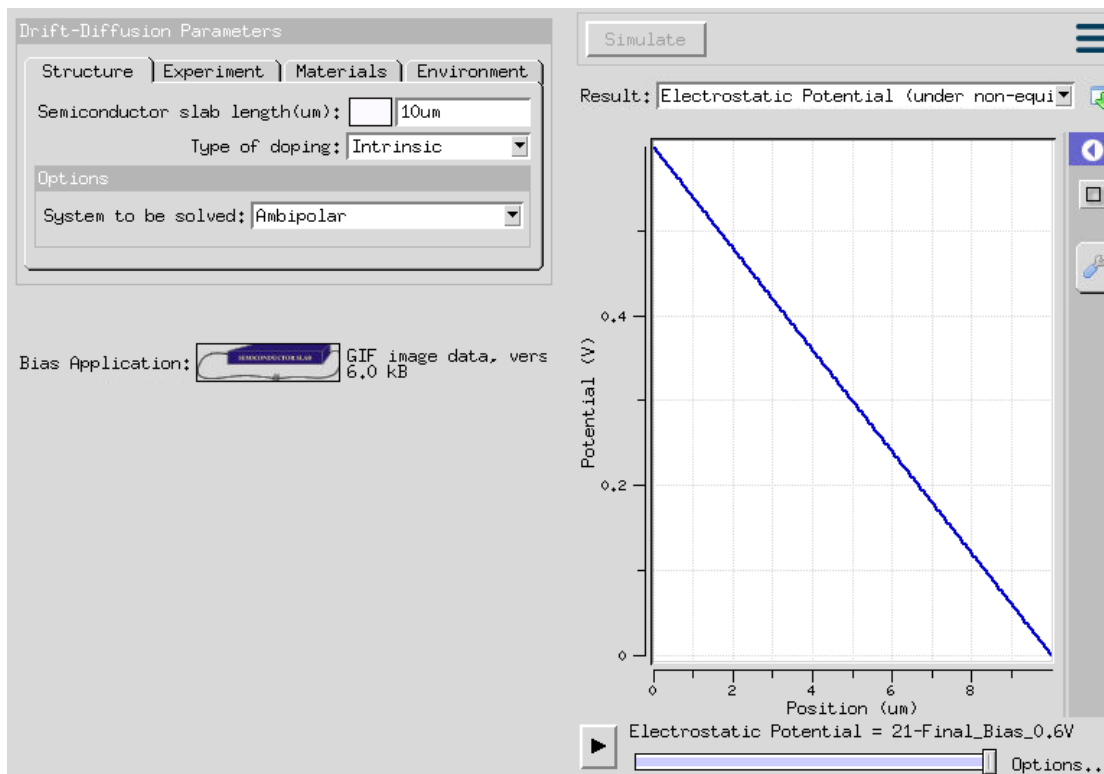 Drift-Diffusion Parameters
Structure Experiment Materials Environment
Semiconductor slab length(um): 10um
Type of doping: Intrinsic
Options
System to be solved: Ambipolar
Bias Application: SEMICONDUCTOR SLAB GIF image data, vers
6.0 kB
Simulate
Result: Electrostatic Potential (under non-equi
Potential (V)
0.4
0.2
0
0 2 4 6 8
Position (um)
Electrostatic Potential = 21-Final_Bias_0.6V
Options..